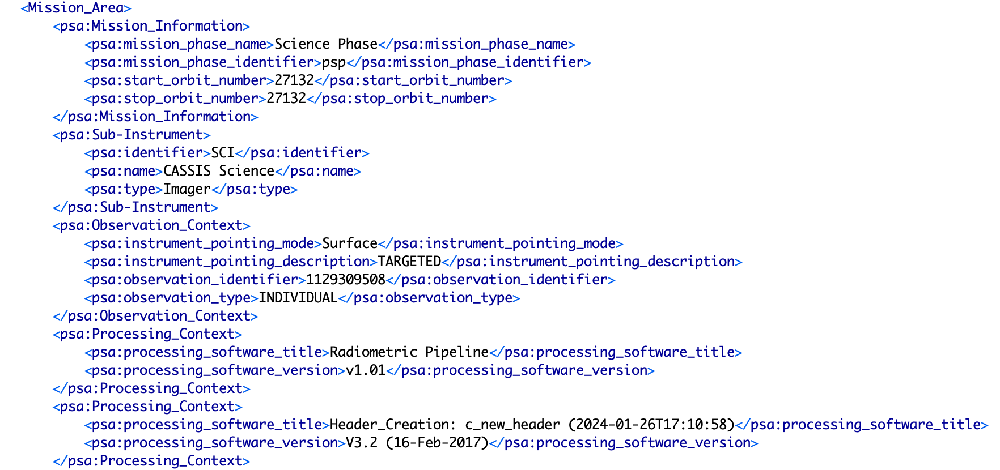 <Mission_Area>
<psa:Mission_Information>
<psa:mission_phase_name>Science Phase</psa:mission_phase_name>
<psa:mission_phase_identifier>psp</psa:mission_phase_identifier>
<psa:start_orbit_number>27132</psa:start_orbit_number>
<psa:stop_orbit_number>27132</psa:stop_orbit_number>
</psa:Mission_Information>
<psa:Sub-Instrument>
<psa:identifier>SCI</psa:identifier>
<psa:name>CASSIS Science</psa:name>
<psa:type>Imager</psa:type>
</psa:Sub-Instrument>
<psa:Observation_Context>
<psa:instrument_pointing_mode>Surface</psa:instrument_pointing_mode>
<psa:instrument_pointing_description>TARGETED</psa:instrument_pointing_description>
<psa:observation_identifier>1129309508</psa:observation_identifier>
<psa:observation_type>INDIVIDUAL</psa:observation_type>
</psa:Observation_Context>
<psa:Processing_Context>
<psa:processing_software_title>Radiometric Pipeline</psa:processing_software_title>
<psa:processing_software_version>v1.01</psa:processing_software_version>
</psa:Processing_Context>
<psa:Processing_Context>
<psa:processing_software_title>Header_Creation: c_new_header (2024-01-26T17:10:58)</psa:processing_software_title>
<psa:processing_software_version>V3.2 (16-Feb-2017)</psa:processing_software_version>
</psa:Processing_Context>